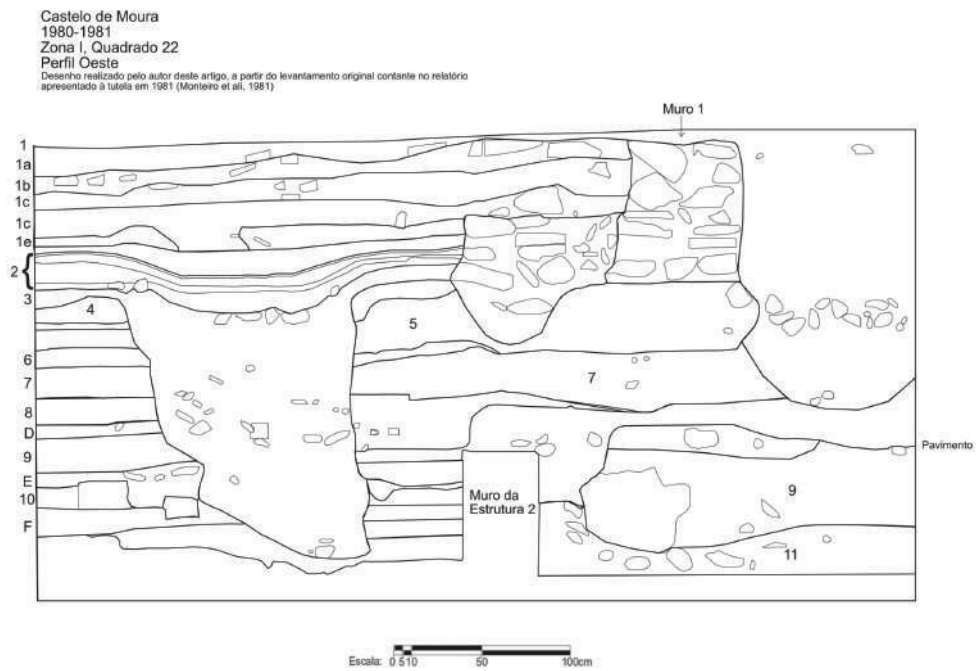 Castelo de Moura
1980-1981
Zona I, Quadrado 22
Perfil Oeste
Desenho realizado pelo autor deste artigo, a partir do levantamento original contante no relatório
apresentado à tutela em 1981 (Monteiro et ali, 1981)
Muro 1
1
1a
1b
1c
1c
1e
2
3
4
5
6
7
7
8
D
Pavimento
9
E
Muro da
Estrutura 2
9
10
F
11
Escala: 0 5 10 50 100cm